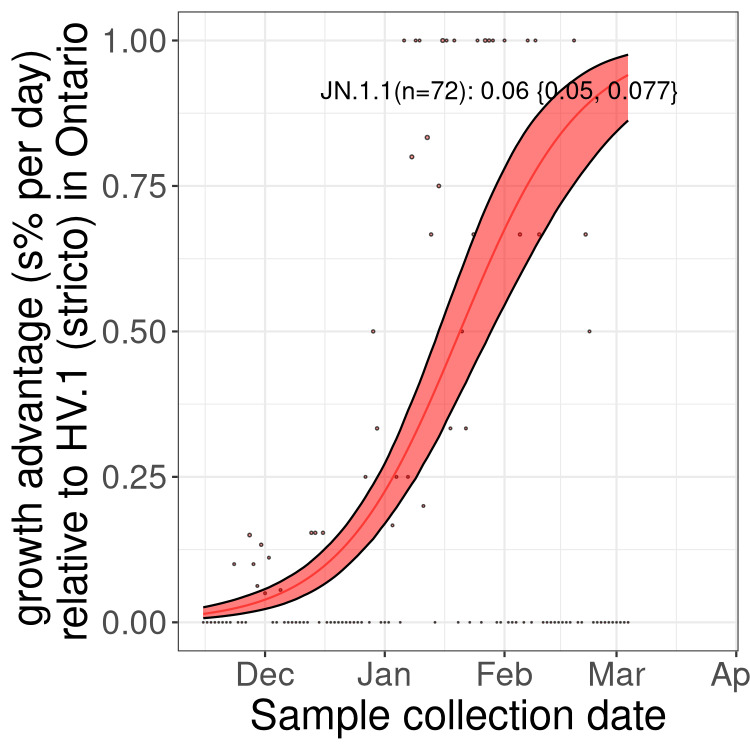 growth advantage (s% per day)
relative to HV.1 (stricto) in Ontario
1.00
0.75
0.50
0.25
0.00
JN.1.1(n=72): 0.06 {0.05, 0.077}
Dec Jan Feb Mar Ap
Sample collection date